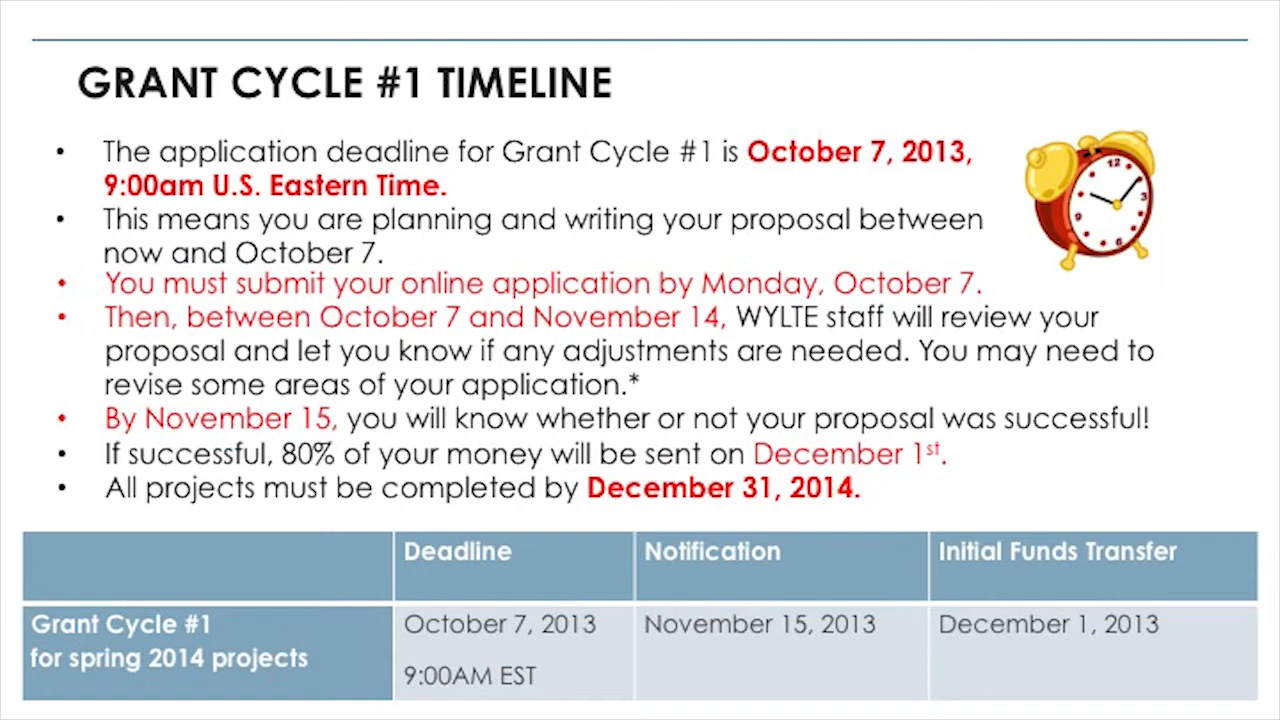 GRANT CYCLE #1 TIMELINE
• The application deadline for Grant Cycle #1 is October 7, 2013,
9:00am U.S. Eastern Time.
• This means you are planning and writing your proposal between
now and October 7.
• You must submit your online application by Monday, October 7.
• Then, between October 7 and November 14, WYLTE staff will review your
proposal and let you know if any adjustments are needed. You may need to
revise some areas of your application.*
• By November 15, you will know whether or not your proposal was successful!
• If successful, 80% of your money will be sent on December 1st.
• All projects must be completed by December 31, 2014.
12
3
6
9
Deadline Notification Initial Funds Transfer
Grant Cycle #1 October 7, 2013 November 15, 2013 December 1, 2013
for spring 2014 projects
9:00AM EST